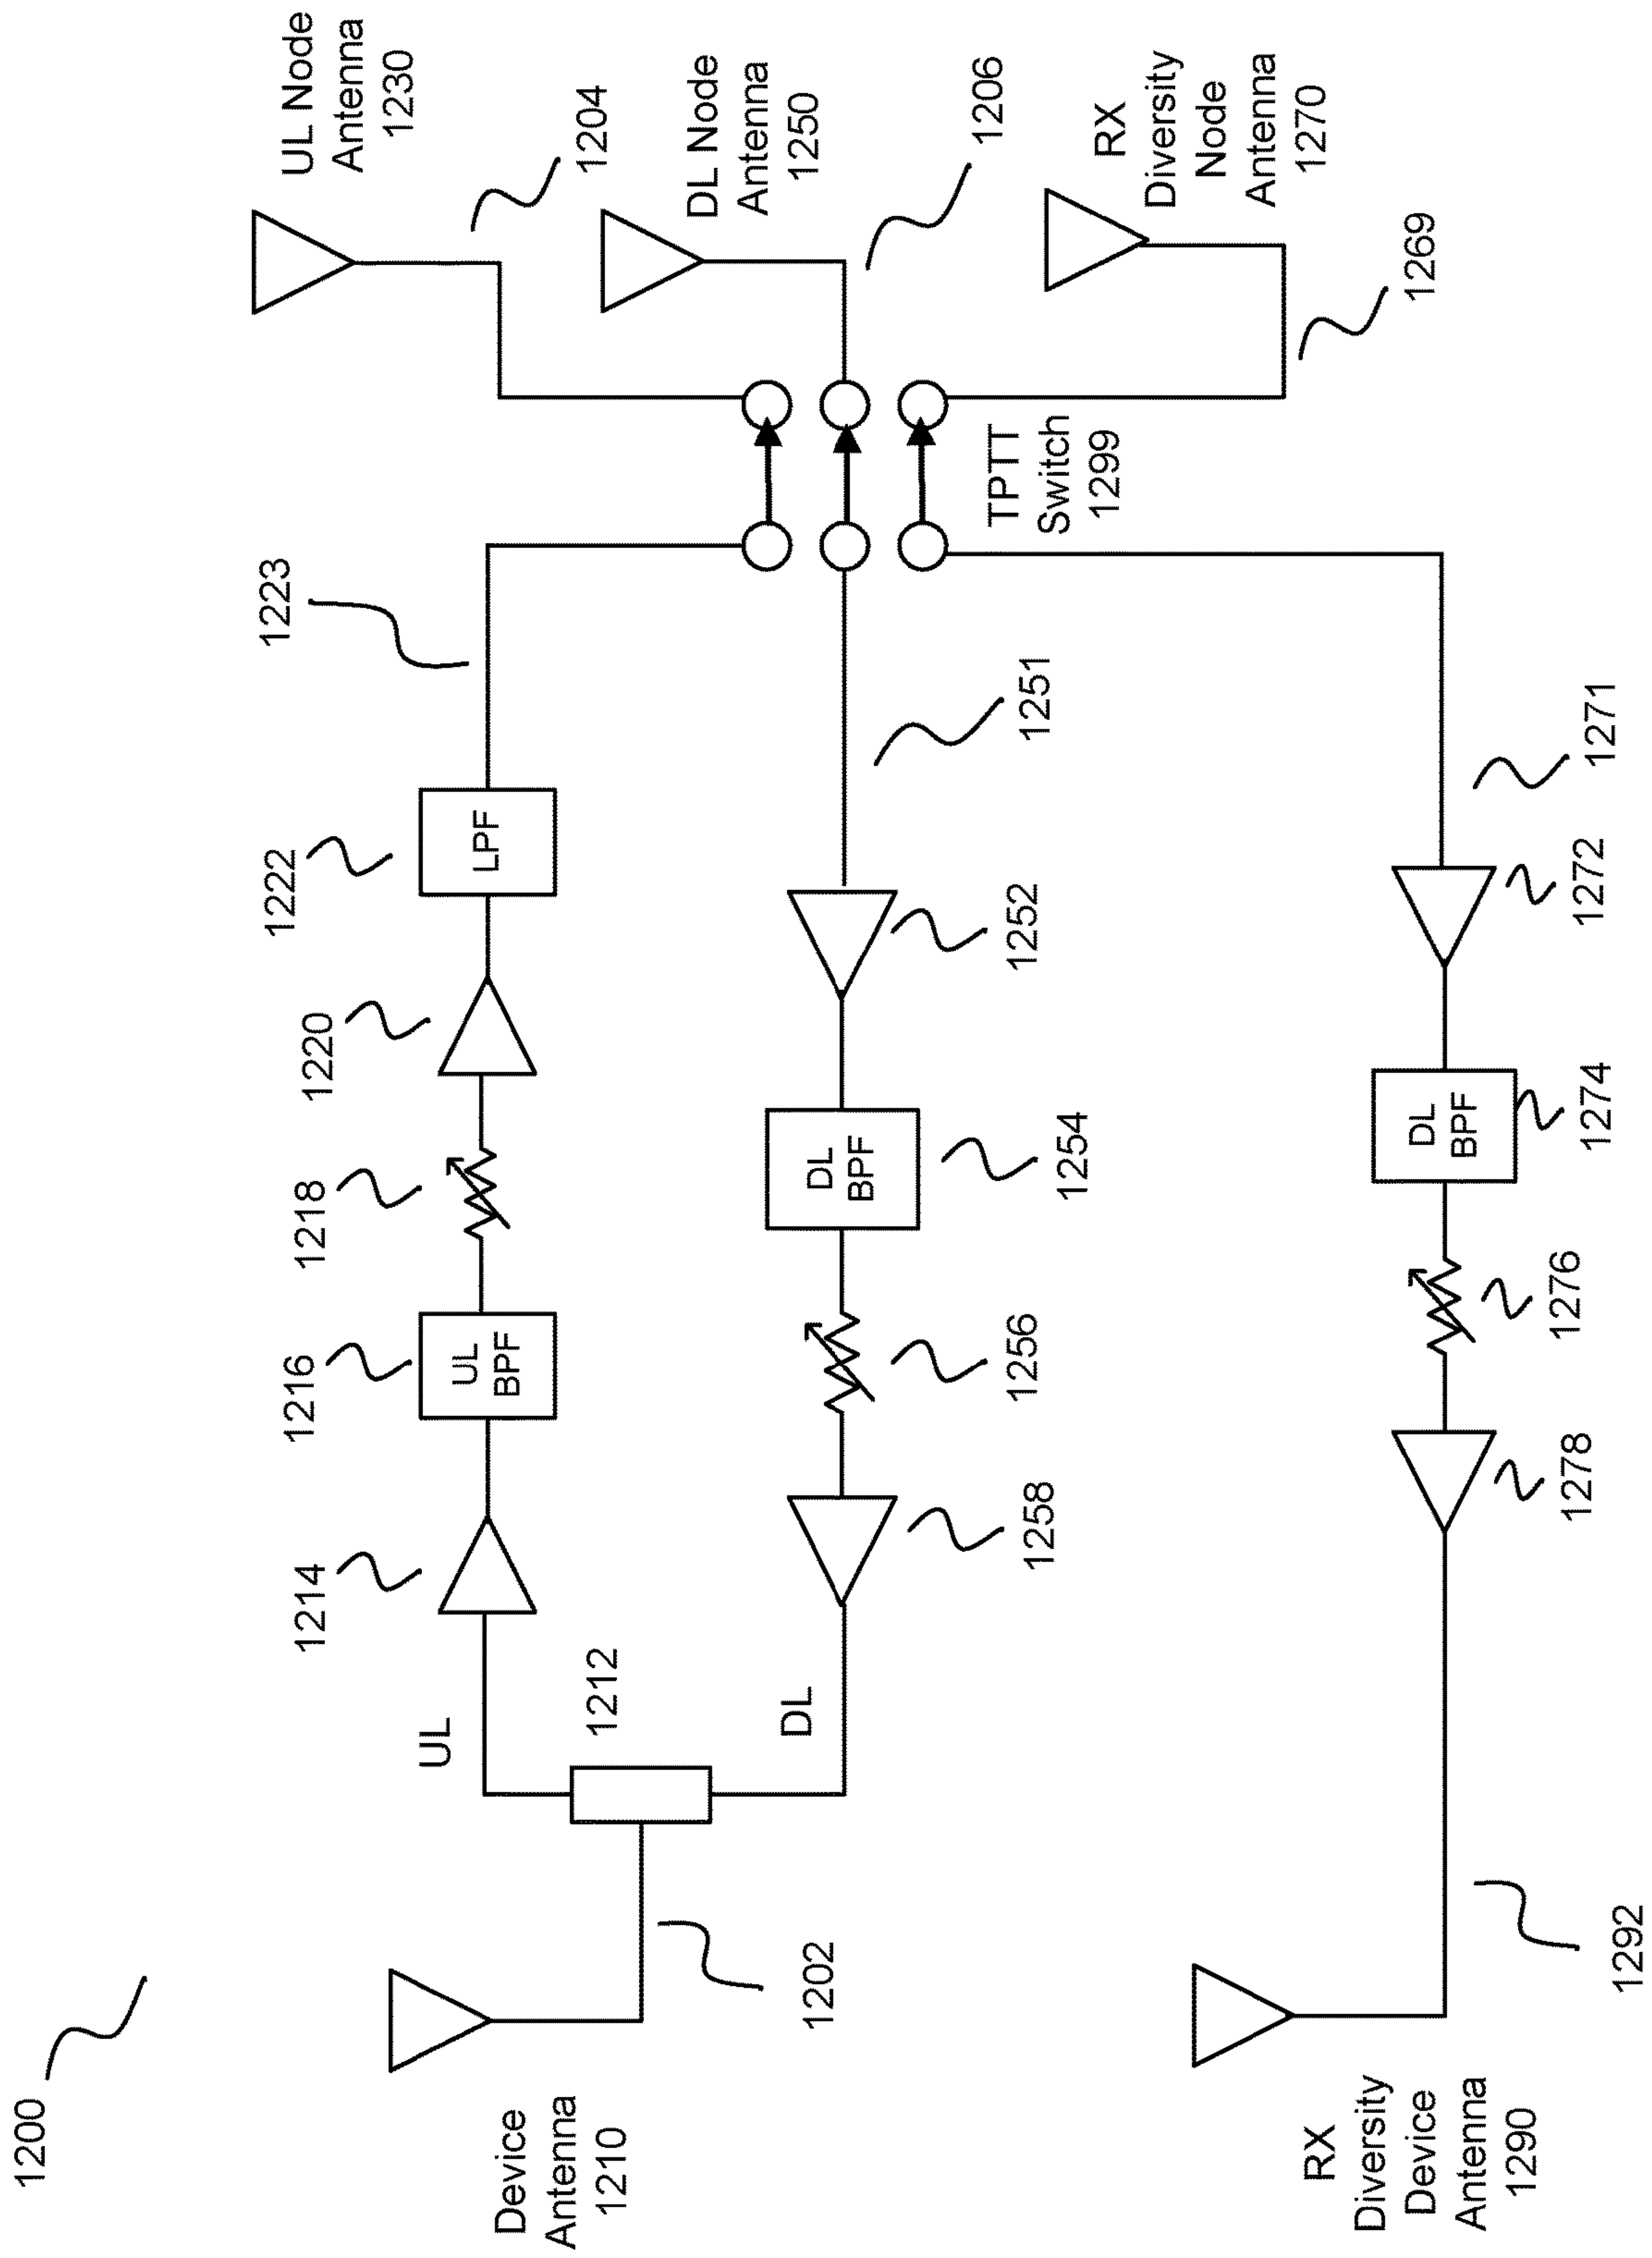 1200
UL Node
Antenna
1230
1204
DL Node
Antenna
1250
1206
RX
Diversity
Node
Antenna
1270
1269
1223
TPTT
Switch
1299
1251
1271
LPF
1222
1220
1218
UL
BPF
1216
1214
UL
1212
DL
1252
DL
BPF
1254
1256
1258
1272
DL
BPF
1274
1276
1278
Device
Antenna
1210
1202
RX
Diversity
Device
Antenna
1290
1292